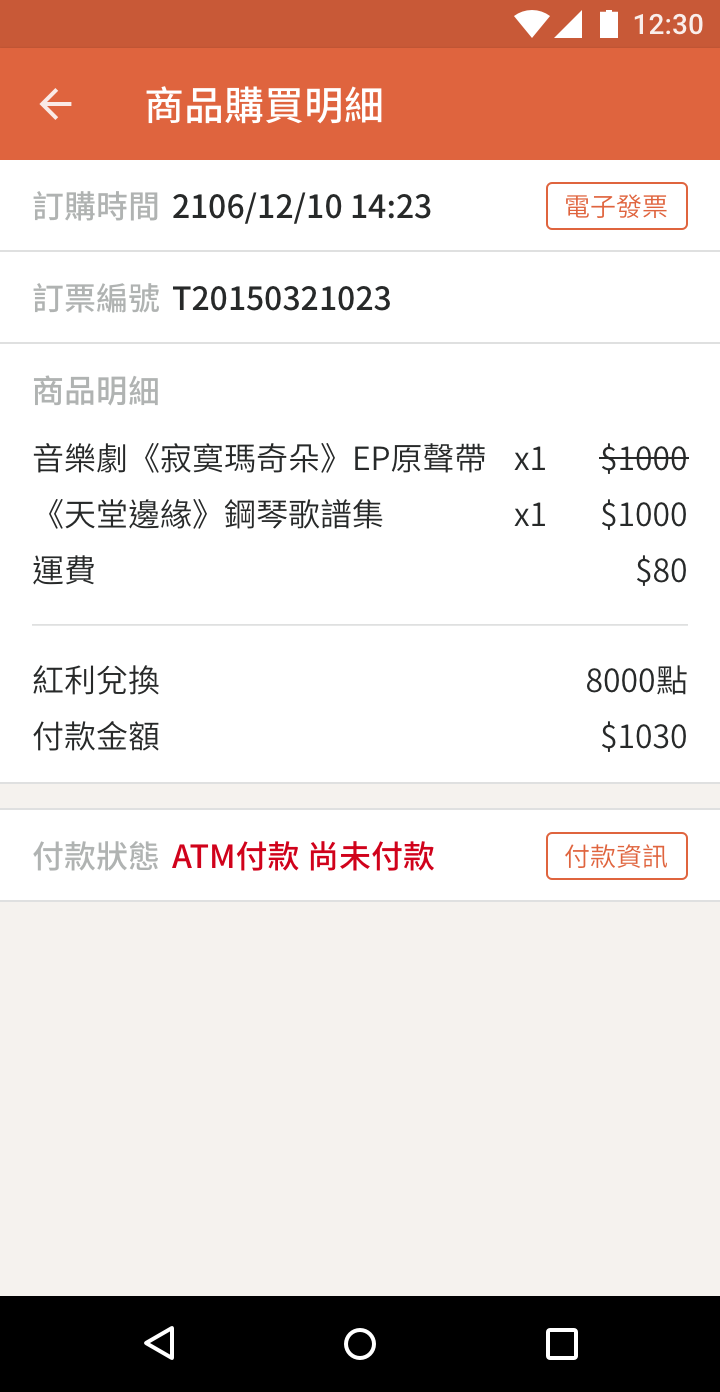 12:30
商品購買明細
訂購時間 2106/12/10 14:23 電子發票
訂票編號 T20150321023
商品明細
音樂劇《寂寞瑪奇朵》EP原聲帶 x1 $1000
《天堂邊緣》鋼琴歌譜集 x1 $1000
運費 $80
紅利兌換 8000點
付款金額 $1030
付款狀態 ATM付款 尚未付款 付款資訊